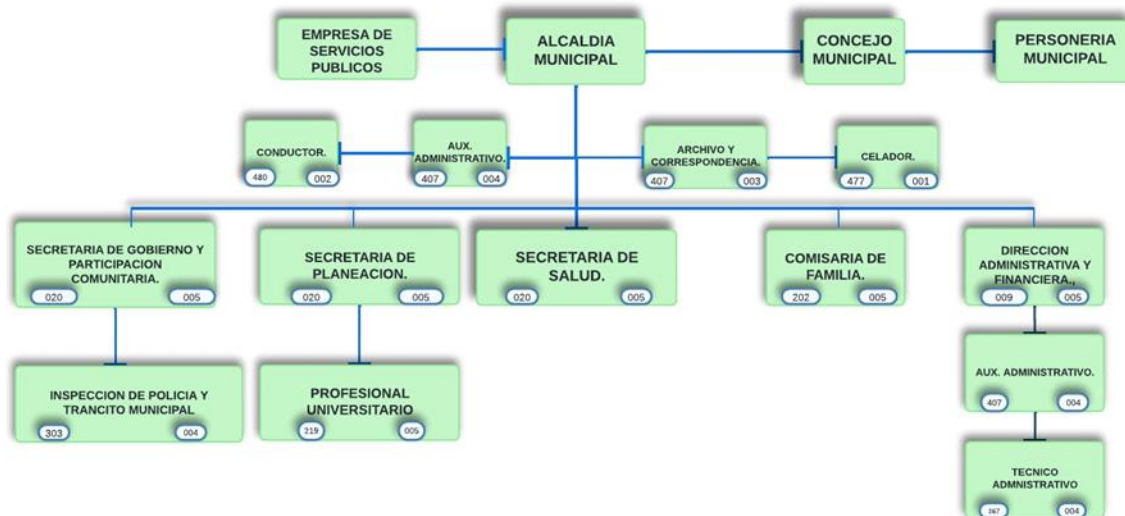 EMPRESA DE
SERVICIOS
PUBLICOS
ALCALDIA
MUNICIPAL
CONCEJO
MUNICIPAL
PERSONERIA
MUNICIPAL
CONDUCTOR.
480 002
AUX.
ADMINISTRATIVO.
407 004
ARCHIVO Y
CORRESPONDENCIA.
407 003
CELADOR.
477 001
SECRETARIA DE GOBIERNO Y
PARTICIPACION
COMUNITARIA.
020 005
SECRETARIA DE
PLANEACION.
020 005
SECRETARIA DE
SALUD.
020 005
COMISARIA DE
FAMILIA.
202 005
DIRECCION
ADMINISTRATIVA Y
FINANCIERA.,
009 005
INSPECCION DE POLICIA Y
TRANCITO MUNICIPAL
303 004
PROFESIONAL
UNIVERSITARIO
219 005
AUX. ADMINISTRATIVO.
407 004
TECNICO
ADMNISTRATIVO
367 004